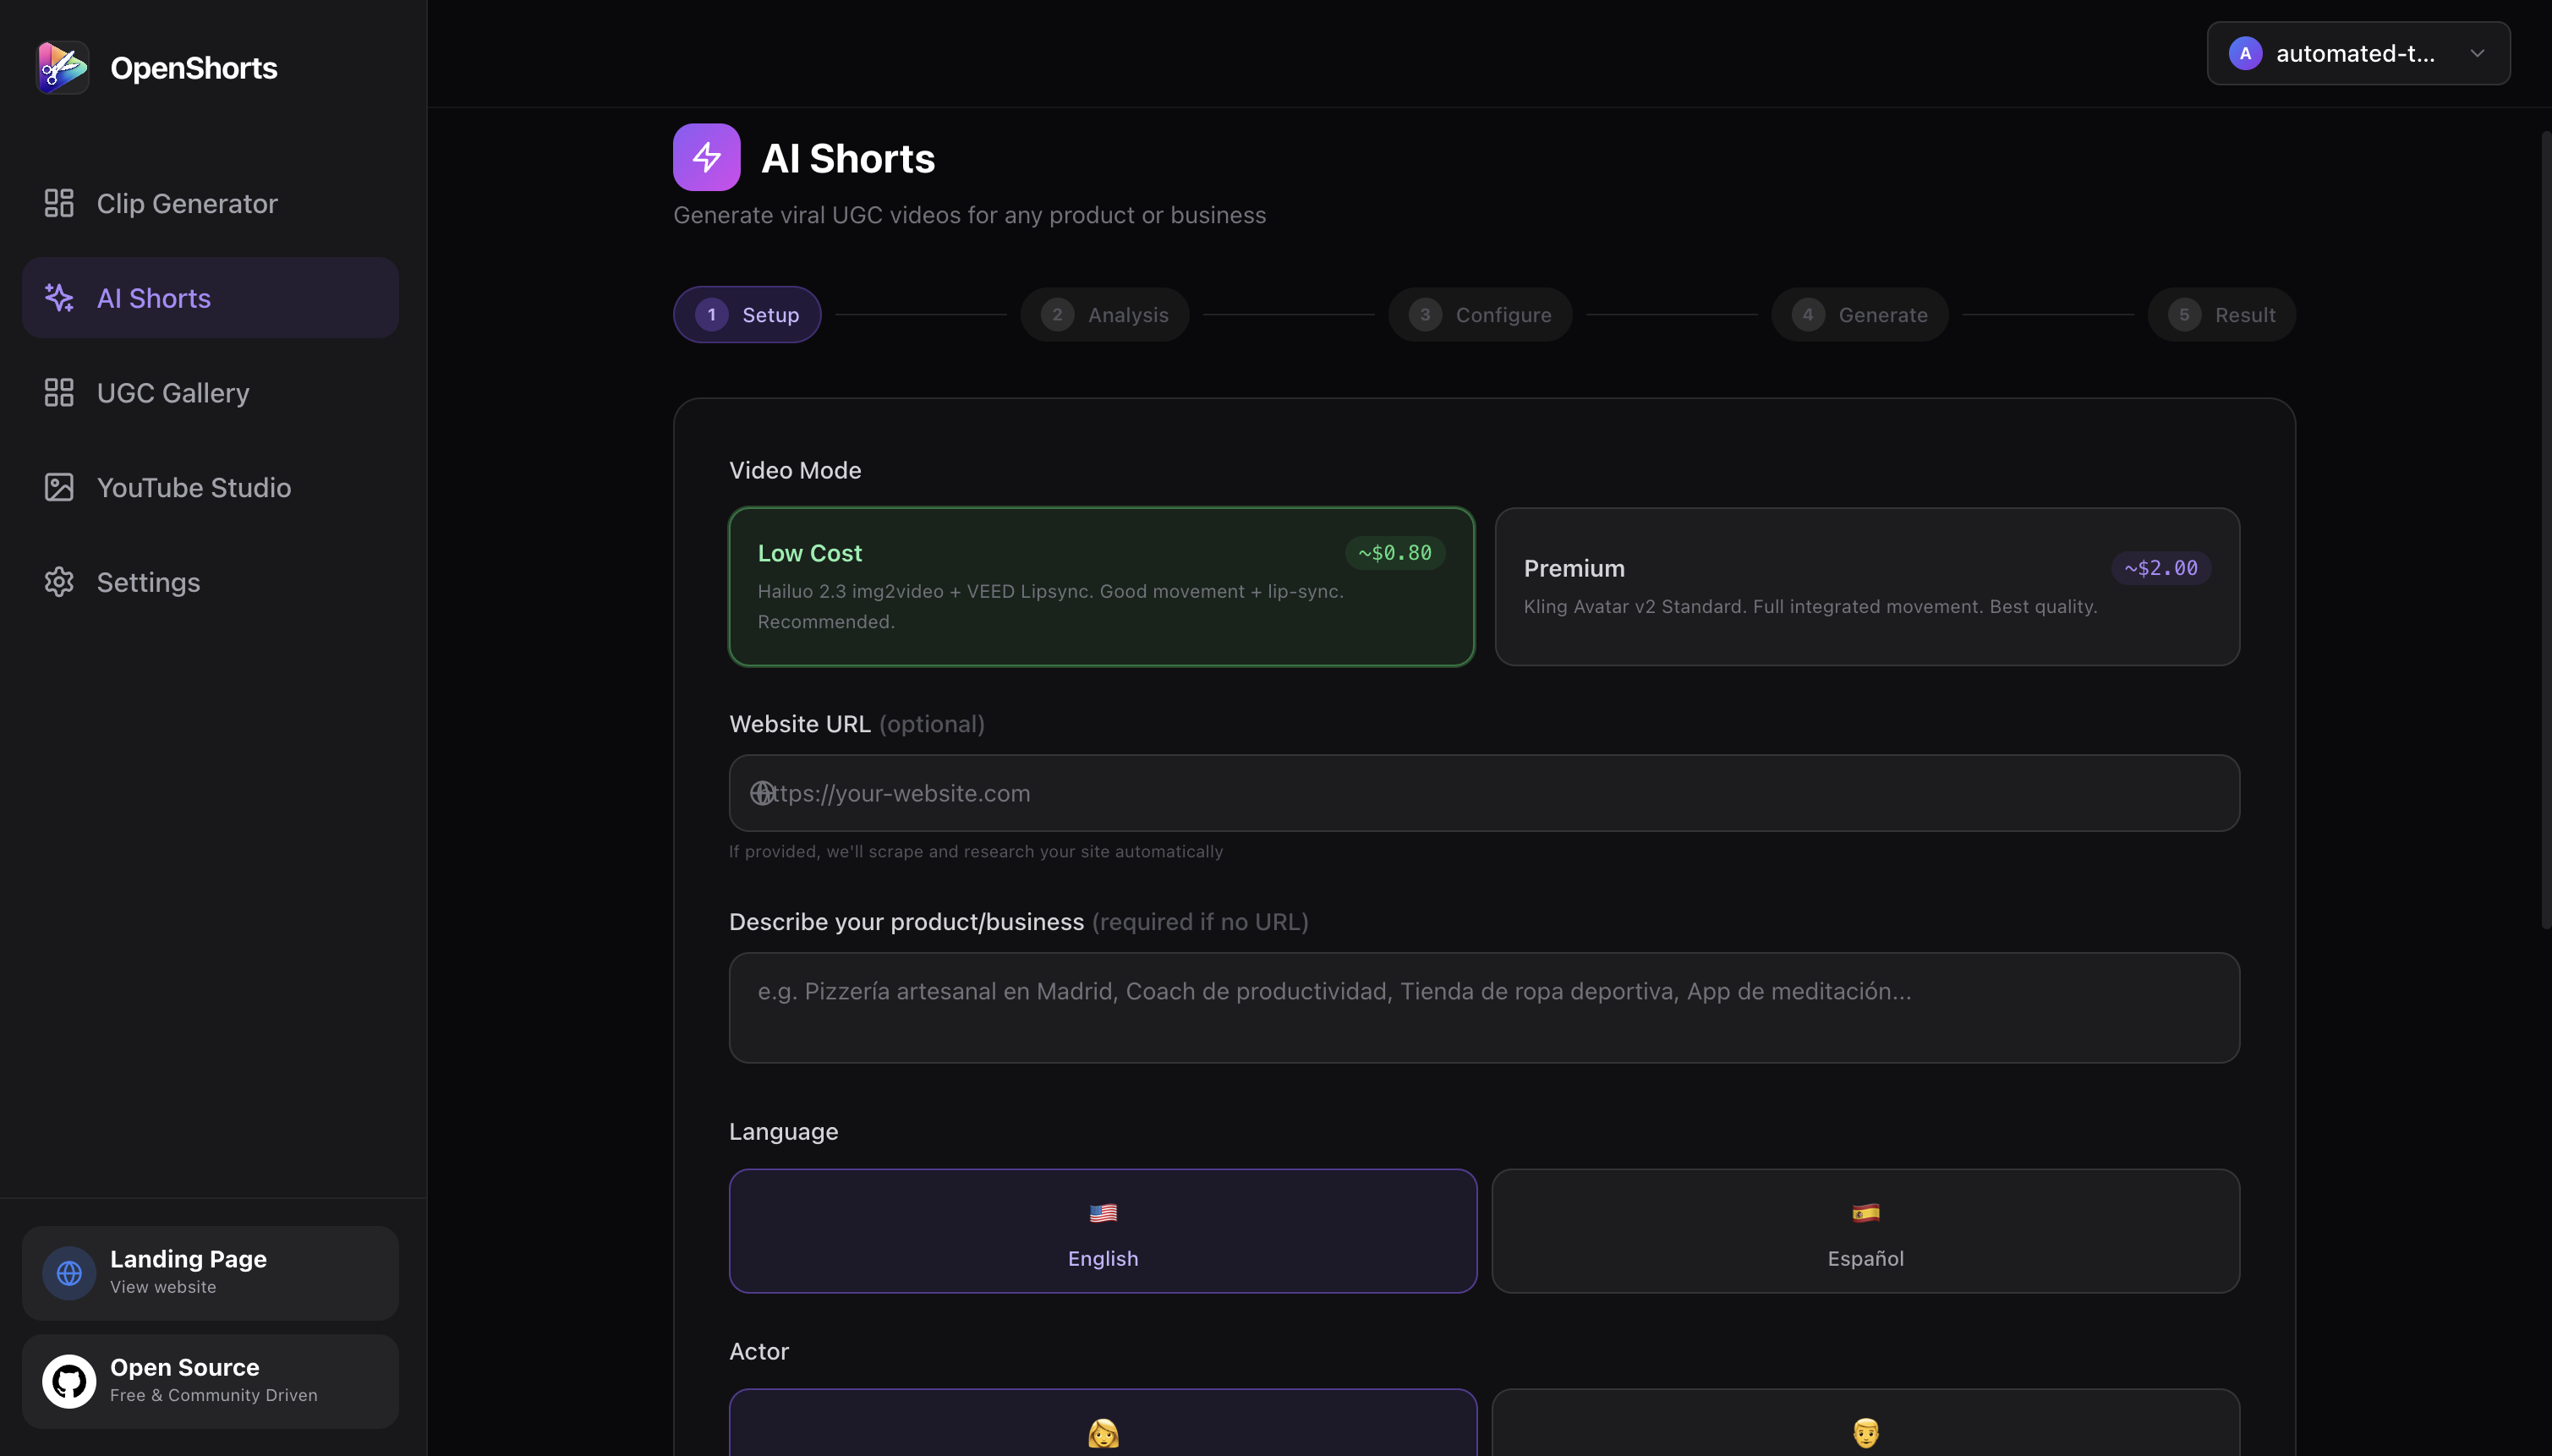 OpenShorts
Clip Generator
AI Shorts
UGC Gallery
YouTube Studio
Settings
Landing Page
View website
Open Source
Free & Community Driven
A automated-t...
AI Shorts
Generate viral UGC videos for any product or business
1 Setup
2 Analysis
3 Configure
4 Generate
5 Result
Video Mode
Low Cost ~$0.80
Hailuo 2.3 img2video + VEED Lipsync. Good movement + lip-sync.
Recommended.
Premium ~$2.00
Kling Avatar v2 Standard. Full integrated movement. Best quality.
Website URL (optional)
https://your-website.com
If provided, we'll scrape and research your site automatically
Describe your product/business (required if no URL)
e.g. Pizzería artesanal en Madrid, Coach de productividad, Tienda de ropa deportiva, App de meditación...
Language
English
Español
Actor